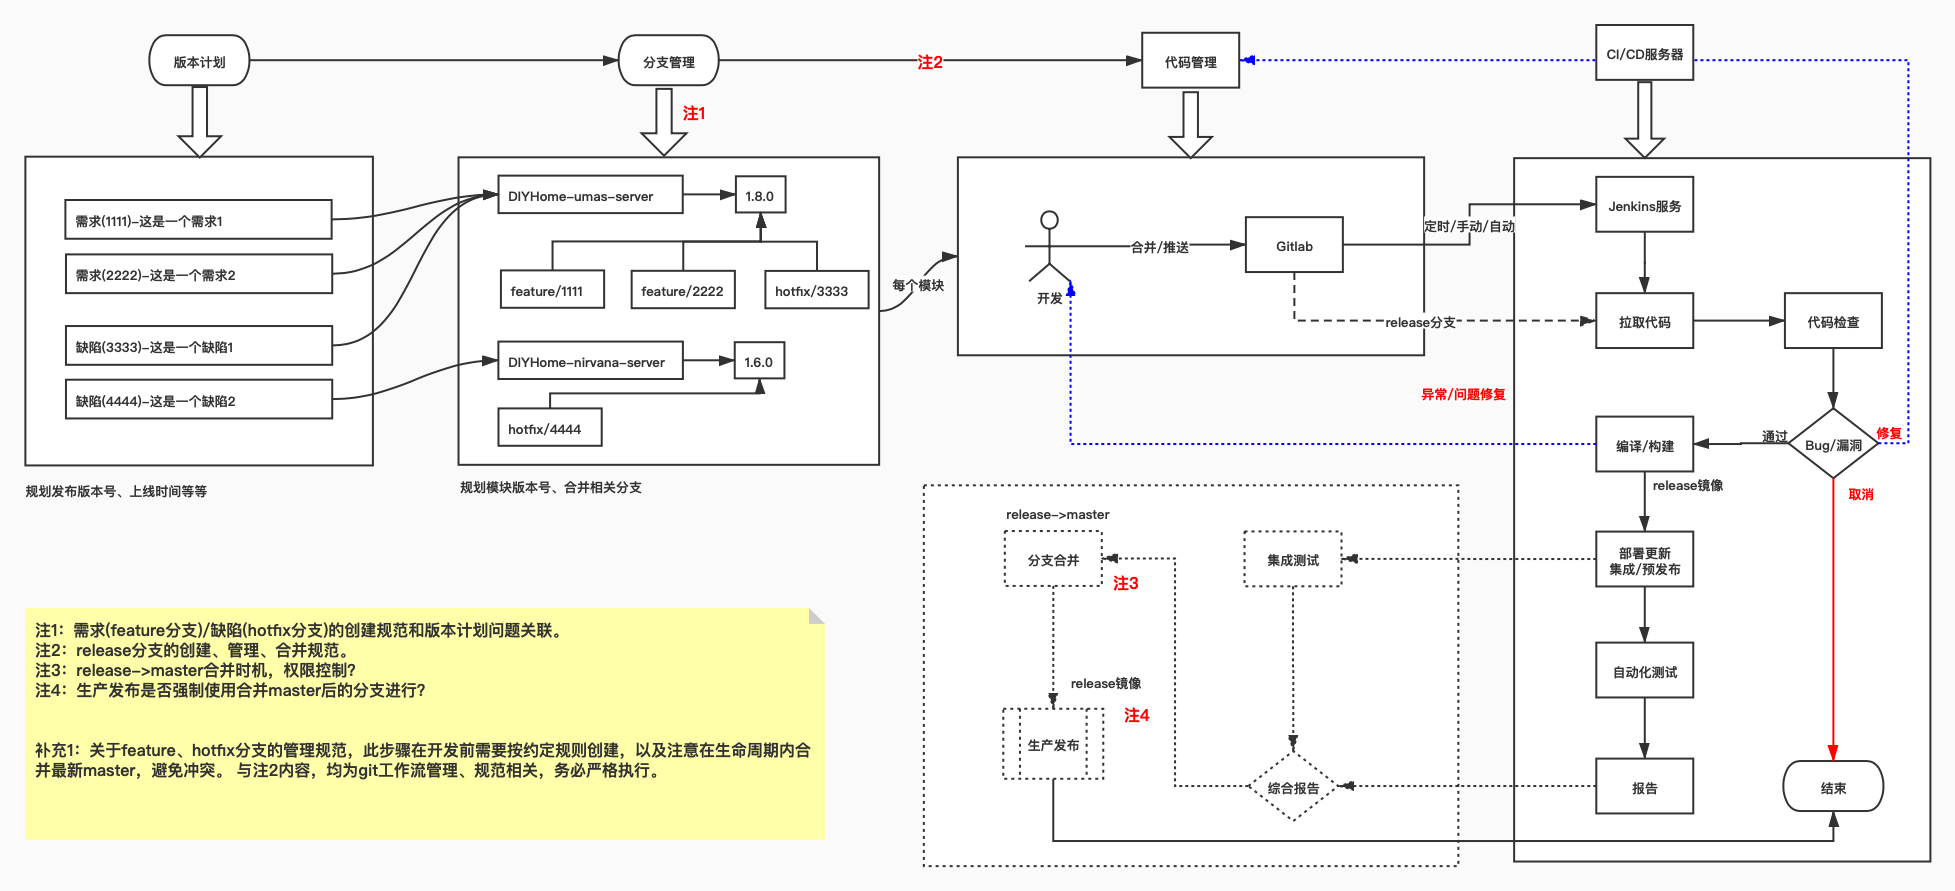 版本计划
分支管理
注2
代码管理
CI/CD服务器
注1
需求(1111)-这是一个需求1
需求(2222)-这是一个需求2
缺陷(3333)-这是一个缺陷1
缺陷(4444)-这是一个缺陷2
规划发布版本号、上线时间等等
DIYHome-umas-server
1.8.0
feature/1111
feature/2222
hotfix/3333
DIYHome-nirvana-server
1.6.0
hotfix/4444
规划模块版本号、合并相关分支
每个模块
开发
合并/推送
Gitlab
release分支
定时/手动/自动
异常/问题修复
Jenkins服务
拉取代码
代码检查
Bug/漏洞
修复
通过
取消
编译/构建
release镜像
部署更新
集成/预发布
自动化测试
报告
结束
release->master
分支合并
注3
集成测试
release镜像
注4
生产发布
综合报告
注1：需求(feature分支)/缺陷(hotfix分支)的创建规范和版本计划问题关联。
注2：release分支的创建、管理、合并规范。
注3：release->master合并时机，权限控制?
注4：生产发布是否强制使用合并master后的分支进行?
补充1：关于feature、hotfix分支的管理规范，此步骤在开发前需要按约定规则创建，以及注意在生命周期内合
并最新master，避免冲突。 与注2内容，均为git工作流管理、规范相关，务必严格执行。